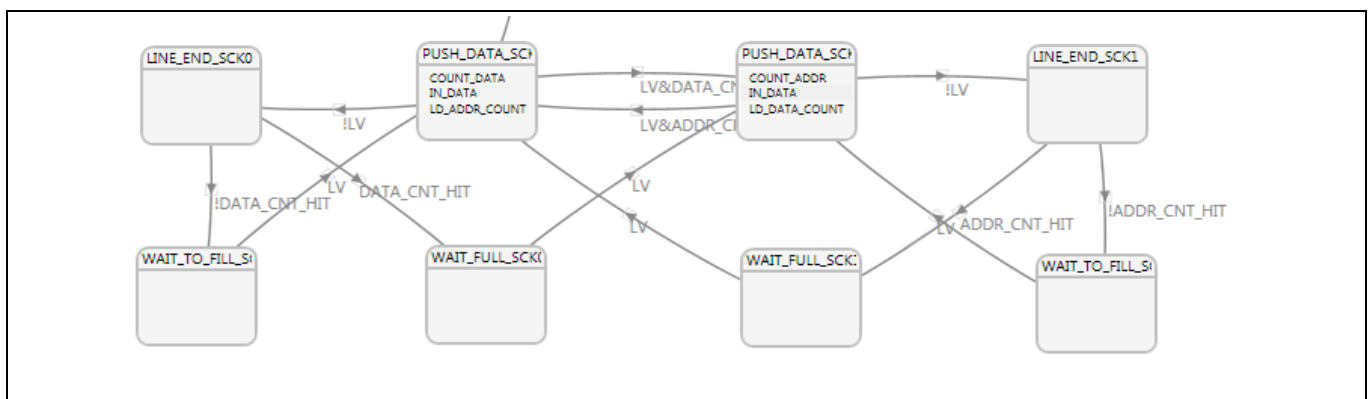 LINE_END_SCK0
PUSH_DATA_SCK
COUNT_DATA
IN_DATA
LD_ADDR_COUNT
PUSH_DATA_SCK
COUNT_ADDR
IN_DATA
LD_DATA_COUNT
LINE_END_SCK1
LV&DATA_CN
!LV
LV&ADDR_C
!LV
LV
DATA_CNT_HIT
!DATA_CNT_HIT
LV
LV
LV
ADDR_CNT_HIT
!ADDR_CNT_HIT
WAIT_TO_FILL_S
WAIT_FULL_SCK
WAIT_FULL_SCK
WAIT_TO_FILL_S